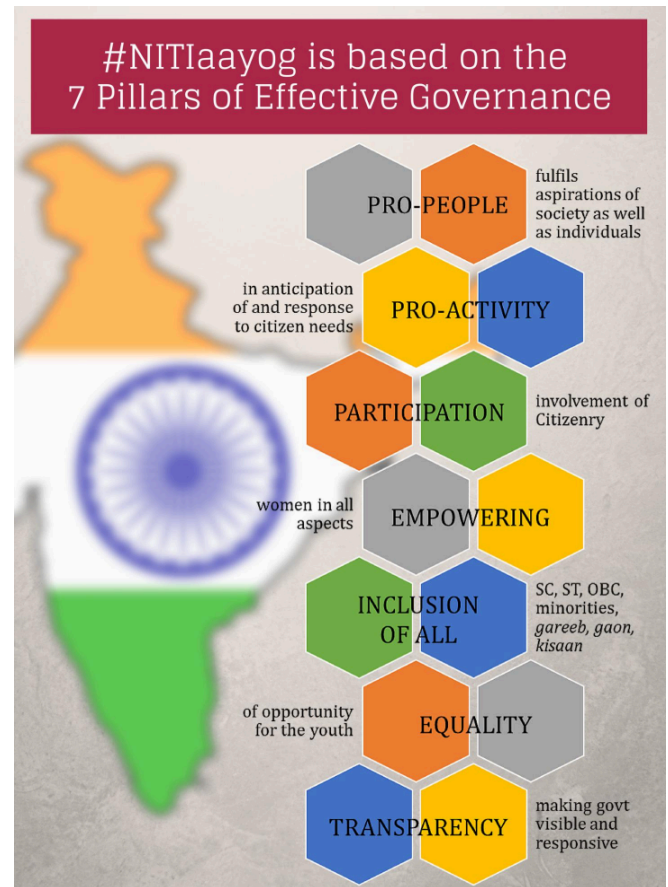 #NITIaayog is based on the
7 Pillars of Effective Governance
PRO-PEOPLE
fulfils
aspirations of
society as well
as individuals
in anticipation
of and response
to citizen needs
PRO-ACTIVITY
PARTICIPATION
involvement of
Citizenry
women in all
aspects
EMPOWERING
INCLUSION
OF ALL
SC, ST, OBC,
minorities,
gareeb, gaon,
kisaan
of opportunity
for the youth
EQUALITY
TRANSPARENCY
making govt
visible and
responsive